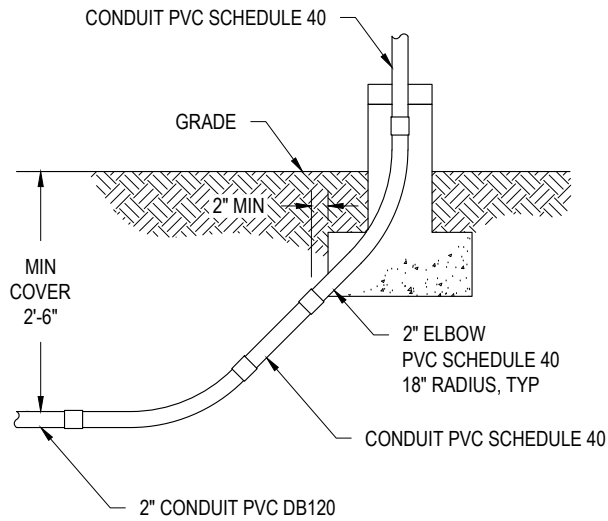 CONDUIT PVC SCHEDULE 40
GRADE
2" MIN
MIN
COVER
2'-6"
2" ELBOW
PVC SCHEDULE 40
18" RADIUS, TYP
CONDUIT PVC SCHEDULE 40
2" CONDUIT PVC DB120